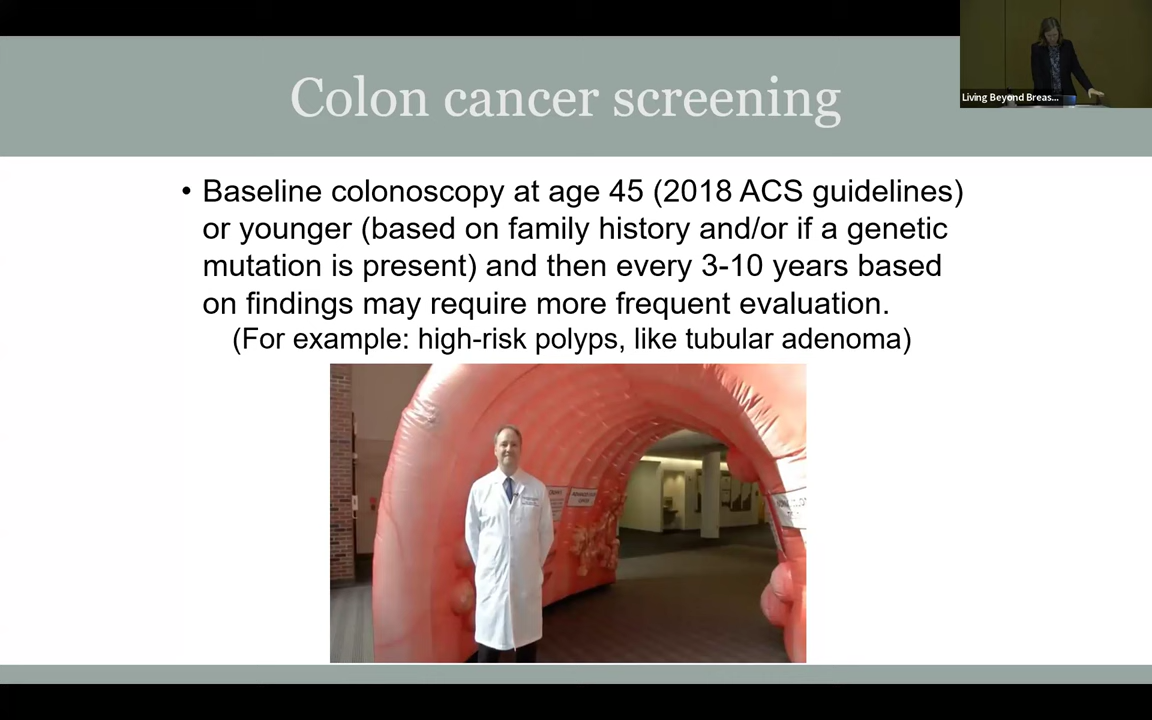 Colon cancer screening
Living Beyond Breas...
• Baseline colonoscopy at age 45 (2018 ACS guidelines)
or younger (based on family history and/or if a genetic
mutation is present) and then every 3-10 years based
on findings may require more frequent evaluation.
(For example: high-risk polyps, like tubular adenoma)